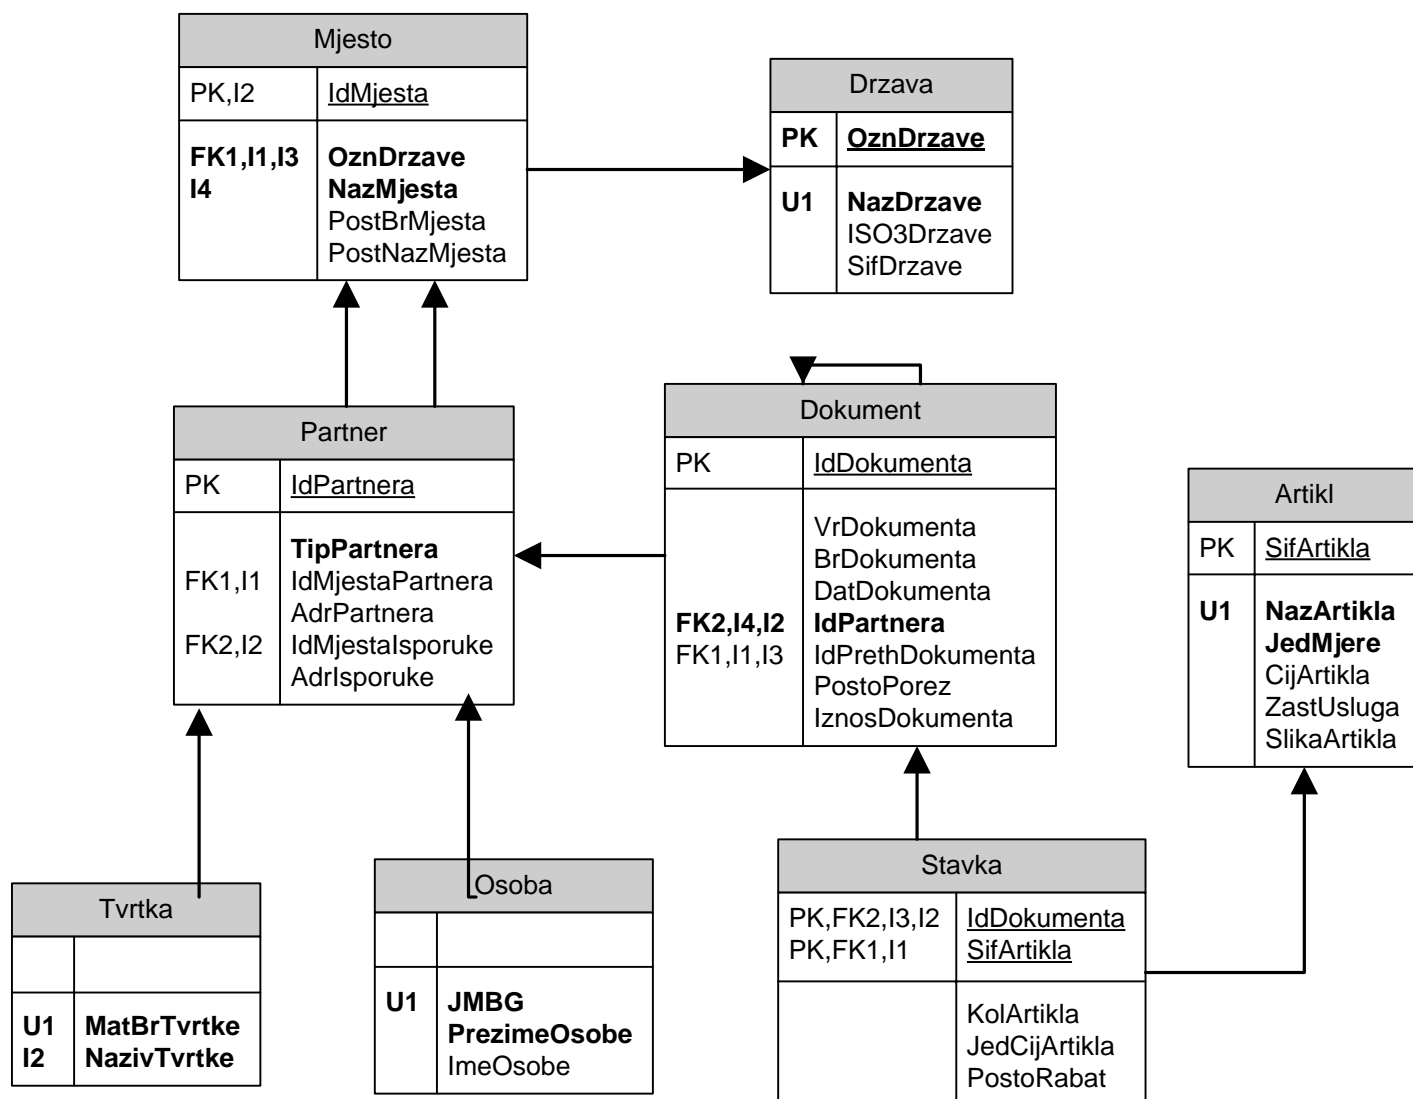 Mjesto
PK,I2 IdMjesta
FK1,I1,I3 OznDrzave
I4 NazMjesta
PostBrMjesta
PostNazMjesta
Drzava
PK OznDrzave
U1 NazDrzave
ISO3Drzave
SifDrzave
Partner
PK IdPartnera
TipPartnera
FK1,I1 IdMjestaPartnera
AdrPartnera
FK2,I2 IdMjestaIsporuke
AdrIsporuke
Dokument
PK IdDokumenta
VrDokumenta
BrDokumenta
DatDokumenta
FK2,I4,I2 IdPartnera
FK1,I1,I3 IdPrethDokumenta
PostoPorez
IznosDokumenta
Artikl
PK SifArtikla
U1 NazArtikla
JedMjere
CijArtikla
ZastUsluga
SlikaArtikla
Tvrtka
U1 MatBrTvrtke
I2 NazivTvrtke
Osoba
U1 JMBG
PrezimeOsobe
ImeOsobe
Stavka
PK,FK2,I3,I2 IdDokumenta
PK,FK1,I1 SifArtikla
KolArtikla
JedCijArtikla
PostoRabat